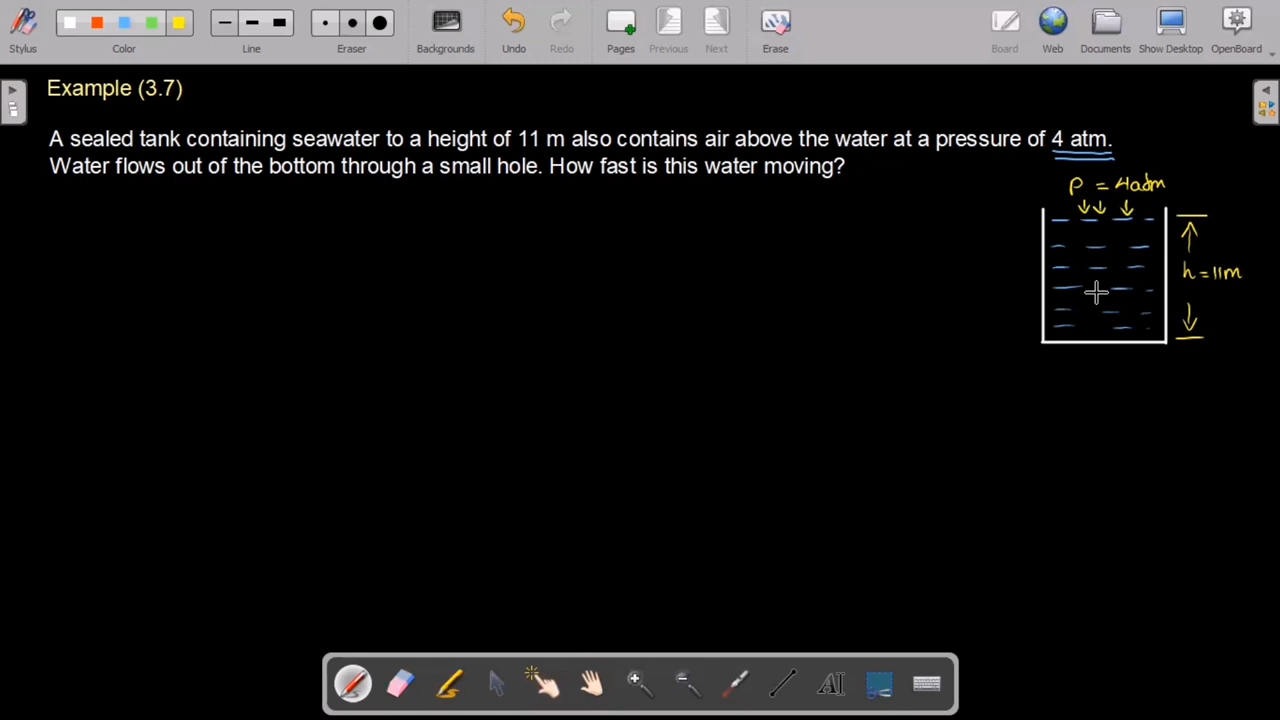 Stylus Color Line Eraser Backgrounds Undo Redo Pages Previous Next Erase Board Web Documents Show Desktop OpenBoard
Example (3.7)
A sealed tank containing seawater to a height of 11 m also contains air above the water at a pressure of 4 atm.
Water flows out of the bottom through a small hole. How fast is this water moving?
P = 4atm
h = 11m
AI